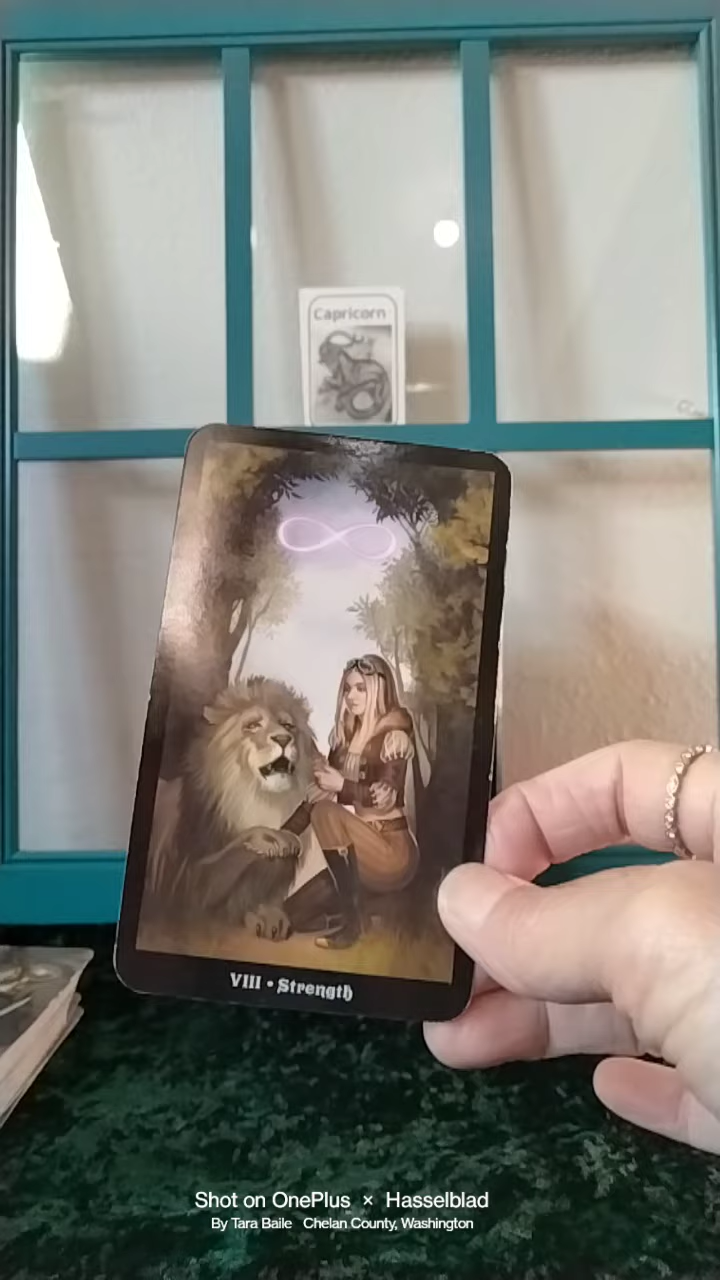 Capricorn
VIII • Strength
Shot on OnePlus × Hasselblad
By Tara Baile Chelan County, Washington